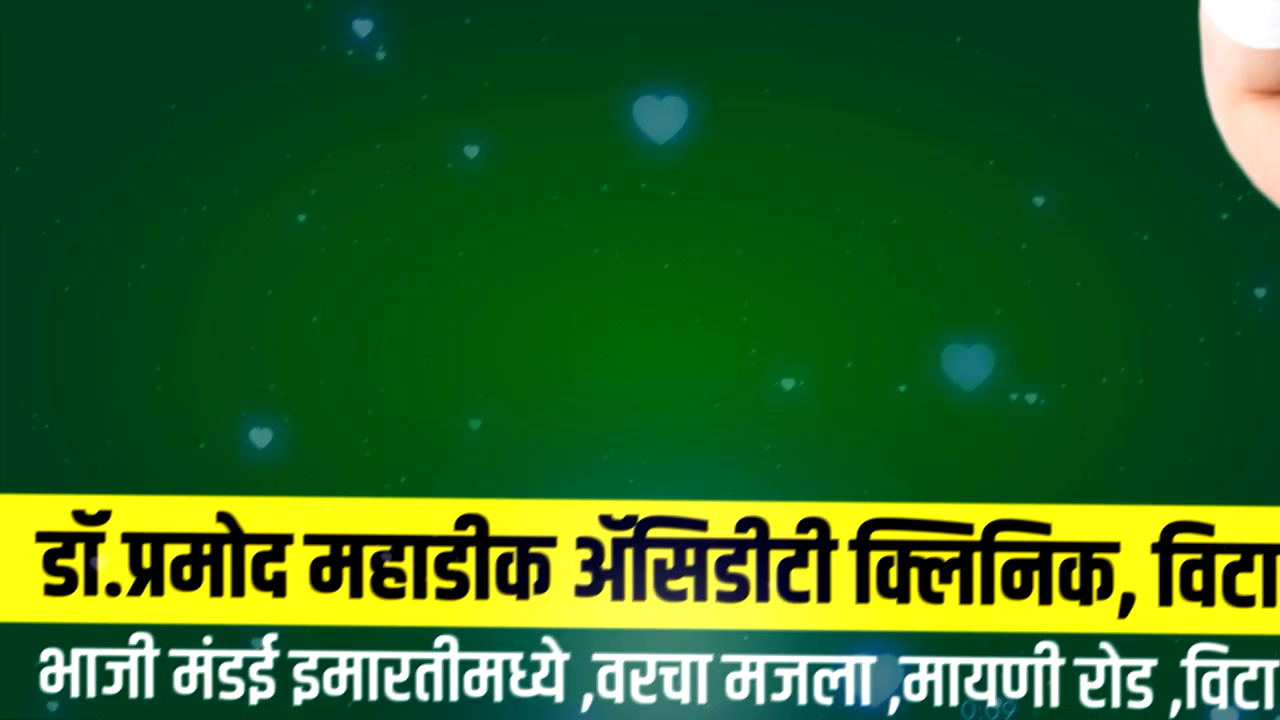 डॉ.प्रमोद महाडीक ॲसिडीटी क्लिनिक, विटा
भाजी मंडई इमारतीमध्ये ,वरचा मजला ,मायणी रोड ,विटा